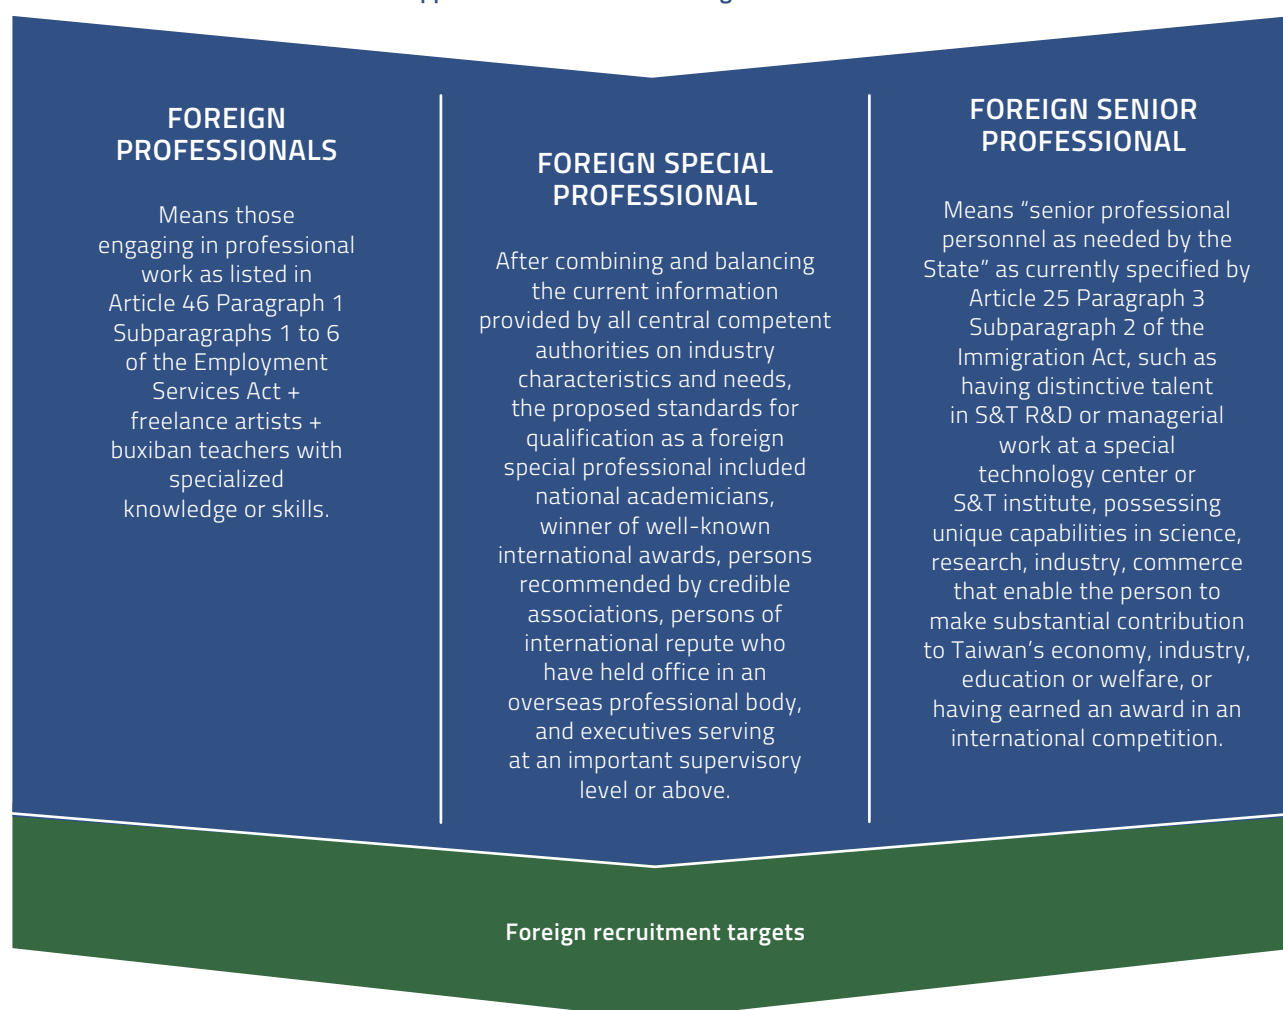 FOREIGN
PROFESSIONALS
Means those
engaging in professional
work as listed in
Article 46 Paragraph 1
Subparagraphs 1 to 6
of the Employment
Services Act +
freelance artists +
buxiban teachers with
specialized
knowledge or skills.
FOREIGN SPECIAL
PROFESSIONAL
After combining and balancing
the current information
provided by all central competent
authorities on industry
characteristics and needs,
the proposed standards for
qualification as a foreign
special professional included
national academicians,
winner of well-known
international awards, persons
recommended by credible
associations, persons of
international repute who
have held office in an
overseas professional body,
and executives serving
at an important supervisory
level or above.
FOREIGN SENIOR
PROFESSIONAL
Means “senior professional
personnel as needed by the
State” as currently specified by
Article 25 Paragraph 3
Subparagraph 2 of the
Immigration Act, such as
having distinctive talent
in S&T R&D or managerial
work at a special
technology center or
S&T institute, possessing
unique capabilities in science,
research, industry, commerce
that enable the person to
make substantial contribution
to Taiwan’s economy, industry,
education or welfare, or
having earned an award in an
international competition.
Foreign recruitment targets